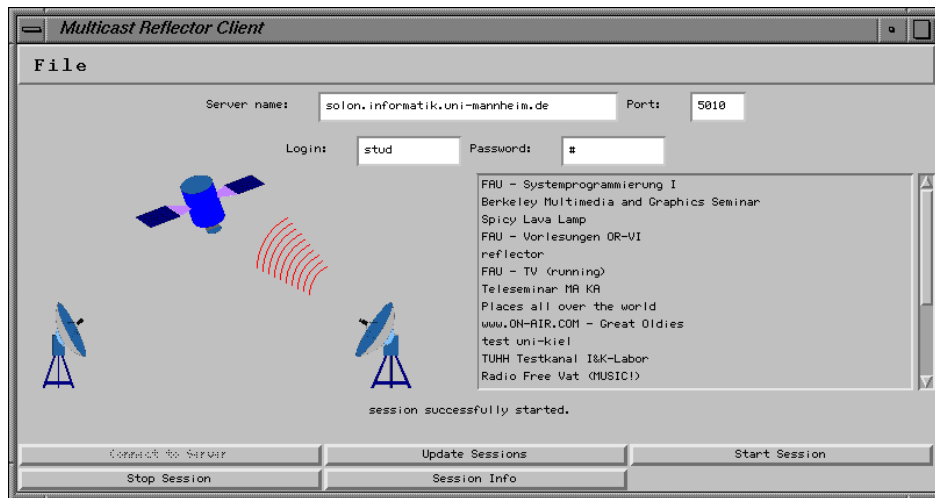 Multicast Reflector Client
File
Server name: solon.informatik.uni-mannheim.de Port: 5010
Login: stud Password: #
FAU - Systemprogrammierung I
Berkeley Multimedia and Graphics Seminar
Spicy Lava Lamp
FAU - Vorlesungen OR-VI
reflector
FAU - TV (running)
Teleseminar MA KA
Places all over the world
www.ON-AIR.COM - Great Oldies
test uni-kiel
TUHH Testkanal I&K-Labor
Radio Free Vat (MUSIC!)
session successfully started.
Connect to Server Update Sessions Start Session
Stop Session Session Info